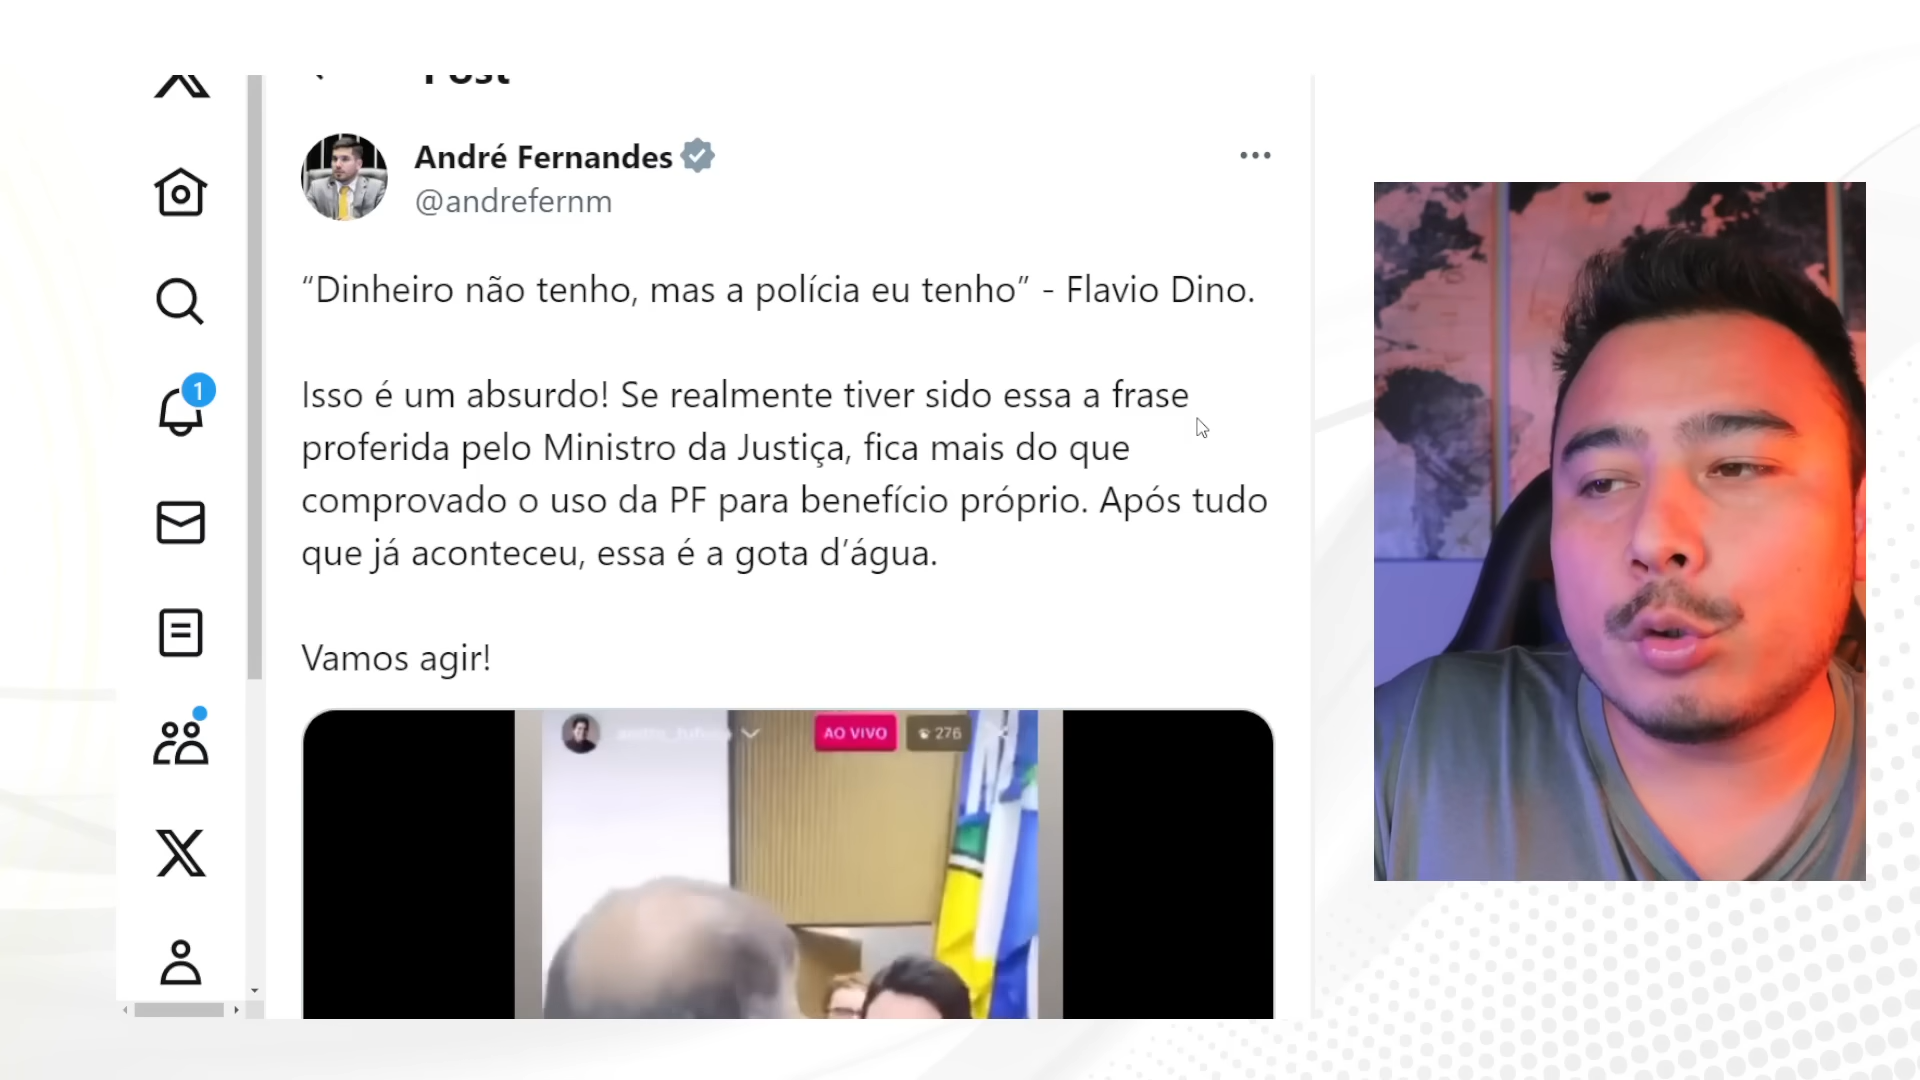 Post
André Fernandes
@andrefernm
“Dinheiro não tenho, mas a polícia eu tenho” - Flavio Dino.
Isso é um absurdo! Se realmente tiver sido essa a frase
proferida pelo Ministro da Justiça, fica mais do que
comprovado o uso da PF para benefício próprio. Após tudo
que já aconteceu, essa é a gota d’água.
Vamos agir!
1
AO VIVO
276